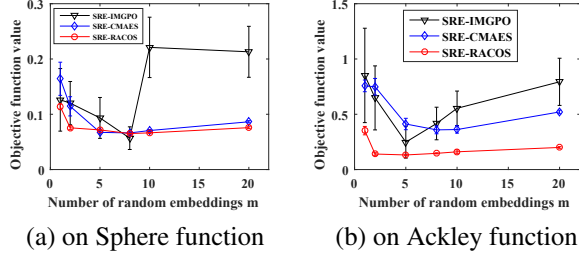 0.3
0.2
0.1
0
0
5
10
15
20
Objective function value
Number of random embeddings m
SRE-IMGPO
SRE-CMAES
SRE-RACOS
(a) on Sphere function
1.5
1
0.5
0
0
5
10
15
20
Objective function value
Number of random embeddings m
SRE-IMGPO
SRE-CMAES
SRE-RACOS
(b) on Ackley function